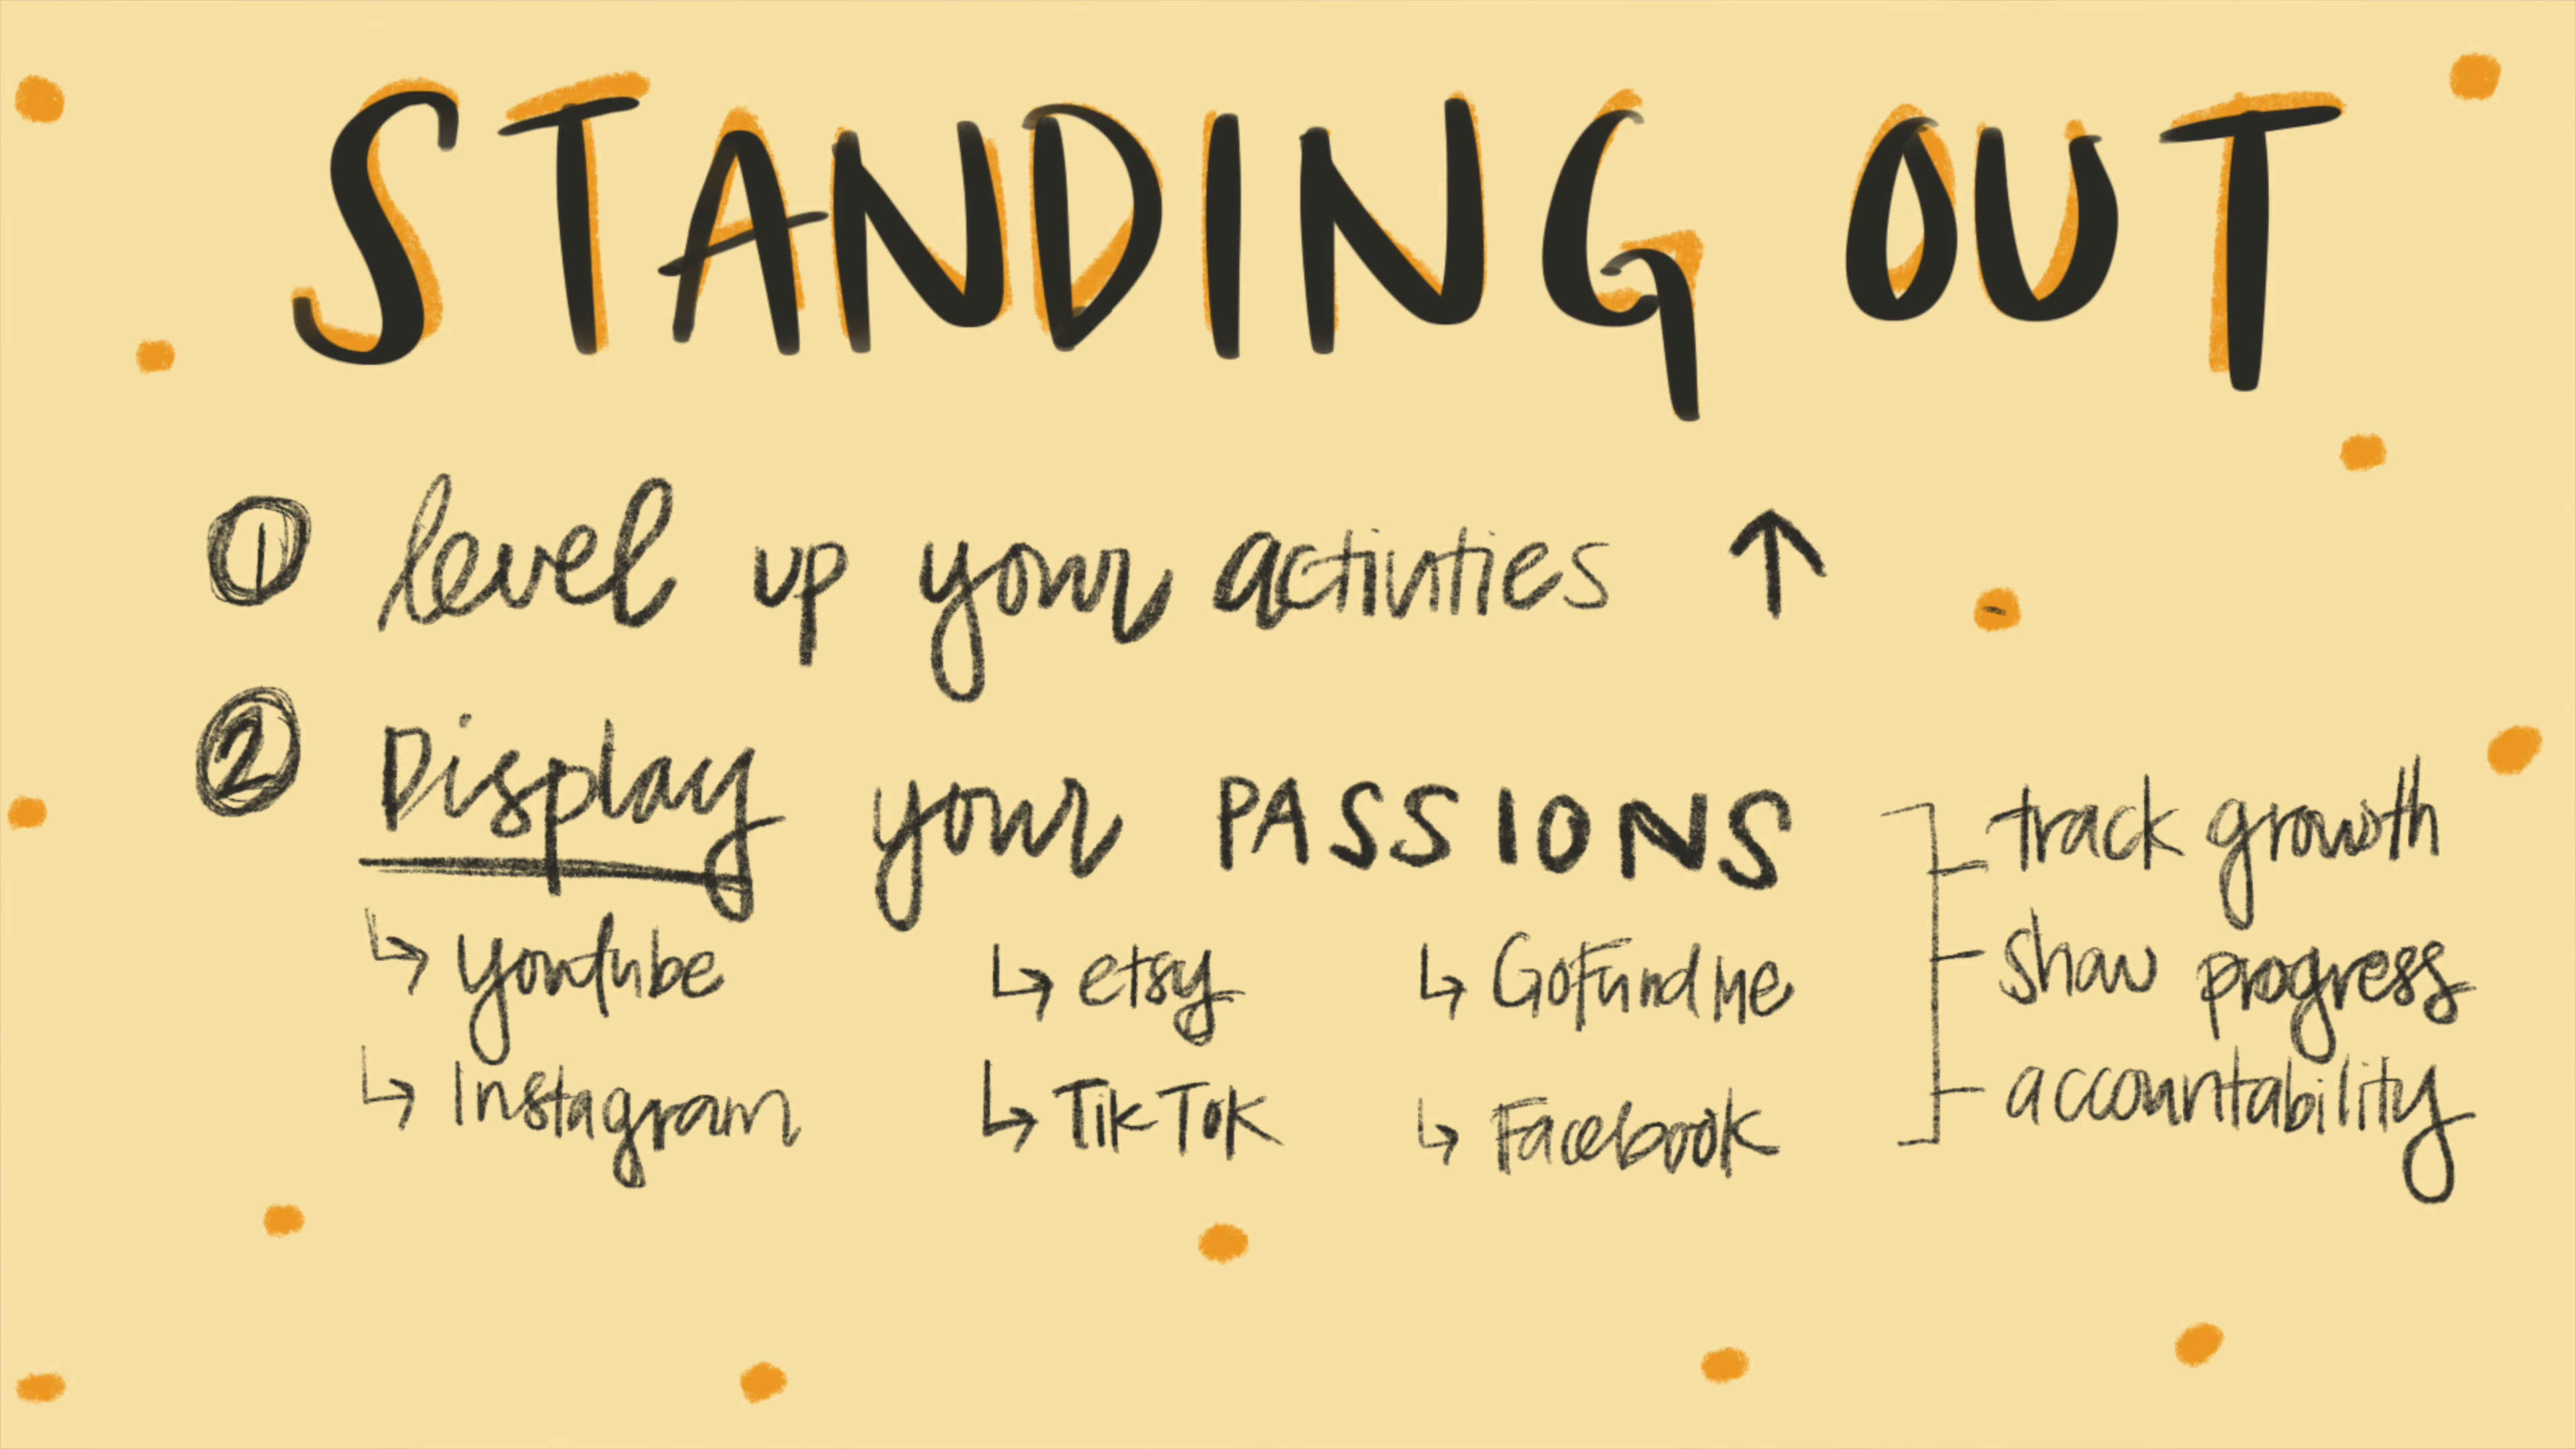 STANDING OUT
① level up your activities ↑
② Display your PASSIONS
↳ youtube ↳ etsy ↳ GoFundMe
↳ Instagram ↳ TikTok ↳ Facebook
track growth
show progress
accountability